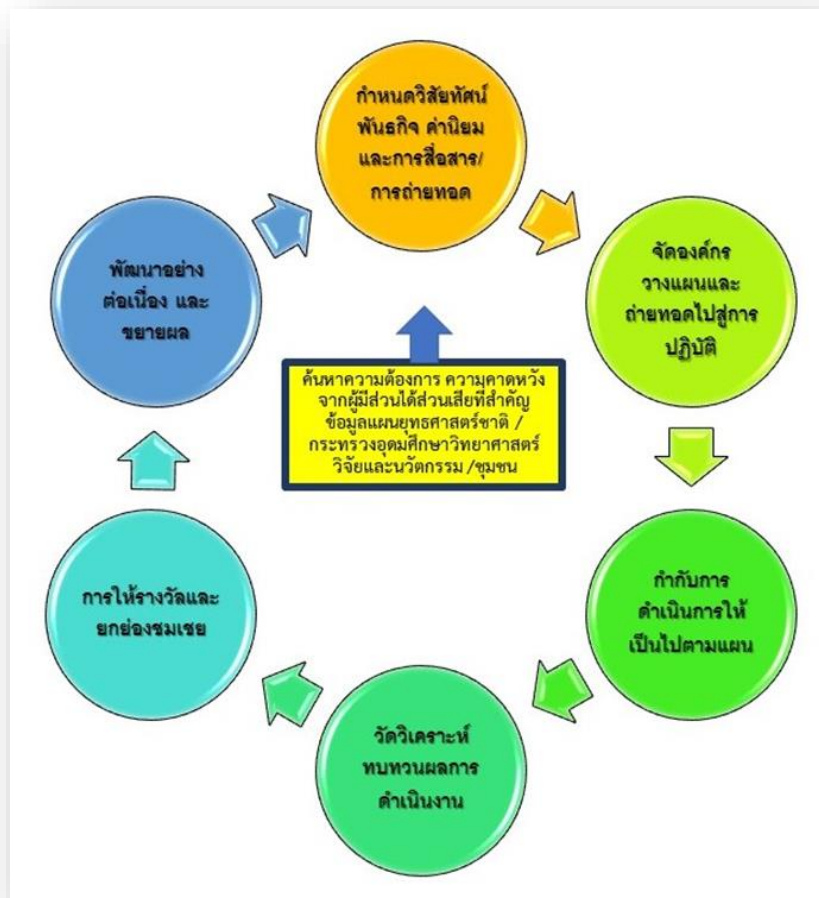 กำหนดวิสัยทัศน์
พันธกิจ ค่านิยม
และการสื่อสาร/
การถ่ายทอด
จัดองค์กร
วางแผนและ
ถ่ายทอดไปสู่การ
ปฏิบัติ
กำกับการ
ดำเนินการให้
เป็นไปตามแผน
วัดวิเคราะห์
ทบทวนผลการ
ดำเนินงาน
การให้รางวัลและ
ยกย่องชมเชย
พัฒนาอย่าง
ต่อเนื่อง และ
ขยายผล
ค้นหาความต้องการ ความคาดหวัง
จากผู้มีส่วนได้ส่วนเสียที่สำคัญ
ข้อมูลแผนยุทธศาสตร์ชาติ /
กระทรวงอุดมศึกษาวิทยาศาสตร์
วิจัยและนวัตกรรม /ชุมชน